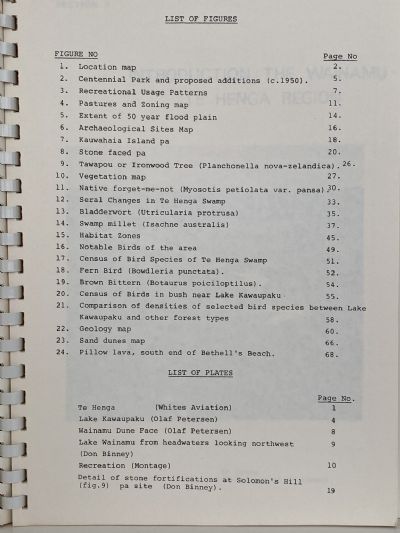 LIST OF FIGURES
FIGURE NO Page No
1. Location map 2.
2. Centennial Park and proposed additions (c.1950). 5.
3. Recreational Usage Patterns 7.
4. Pastures and Zoning map 11.
5. Extent of 50 year flood plain 14.
6. Archaeological Sites Map 16.
7. Kauwahaia Island pa 18.
8. Stone faced pa 20.
9. Tawapou or Ironwood Tree (Planchonella nova-zelandica). 26.
10. Vegetation map 27.
11. Native forget-me-not (Myosotis petiolata var. pansa). 30.
12. Seral Changes in Te Henga Swamp 33.
13. Bladderwort (Utricularia protrusa) 35.
14. Swamp millet (Isachne australis) 37.
15. Habitat Zones 45.
16. Notable Birds of the area 49.
17. Census of Bird Species of Te Henga Swamp 51.
18. Fern Bird (Bowdleria punctata). 52.
19. Brown Bittern (Botaurus poiciloptilus). 54.
20. Census of Birds in bush near Lake Kawaupaku 55.
21. Comparison of densities of selected bird species between Lake
Kawaupaku and other forest types 58.
22. Geology map 60.
23. Sand dunes map 66.
24. Pillow lava, south end of Bethell's Beach. 68.
LIST OF PLATES
Page No.
Te Henga (Whites Aviation) 1
Lake Kawaupaku (Olaf Petersen) 4
Wainamu Dune Face (Olaf Petersen) 8
Lake Wainamu from headwaters looking northwest 9
(Don Binney)
Recreation (Montage) 10
Detail of stone fortifications at Solomon's Hill
(fig.9) pa site (Don Binney). 19